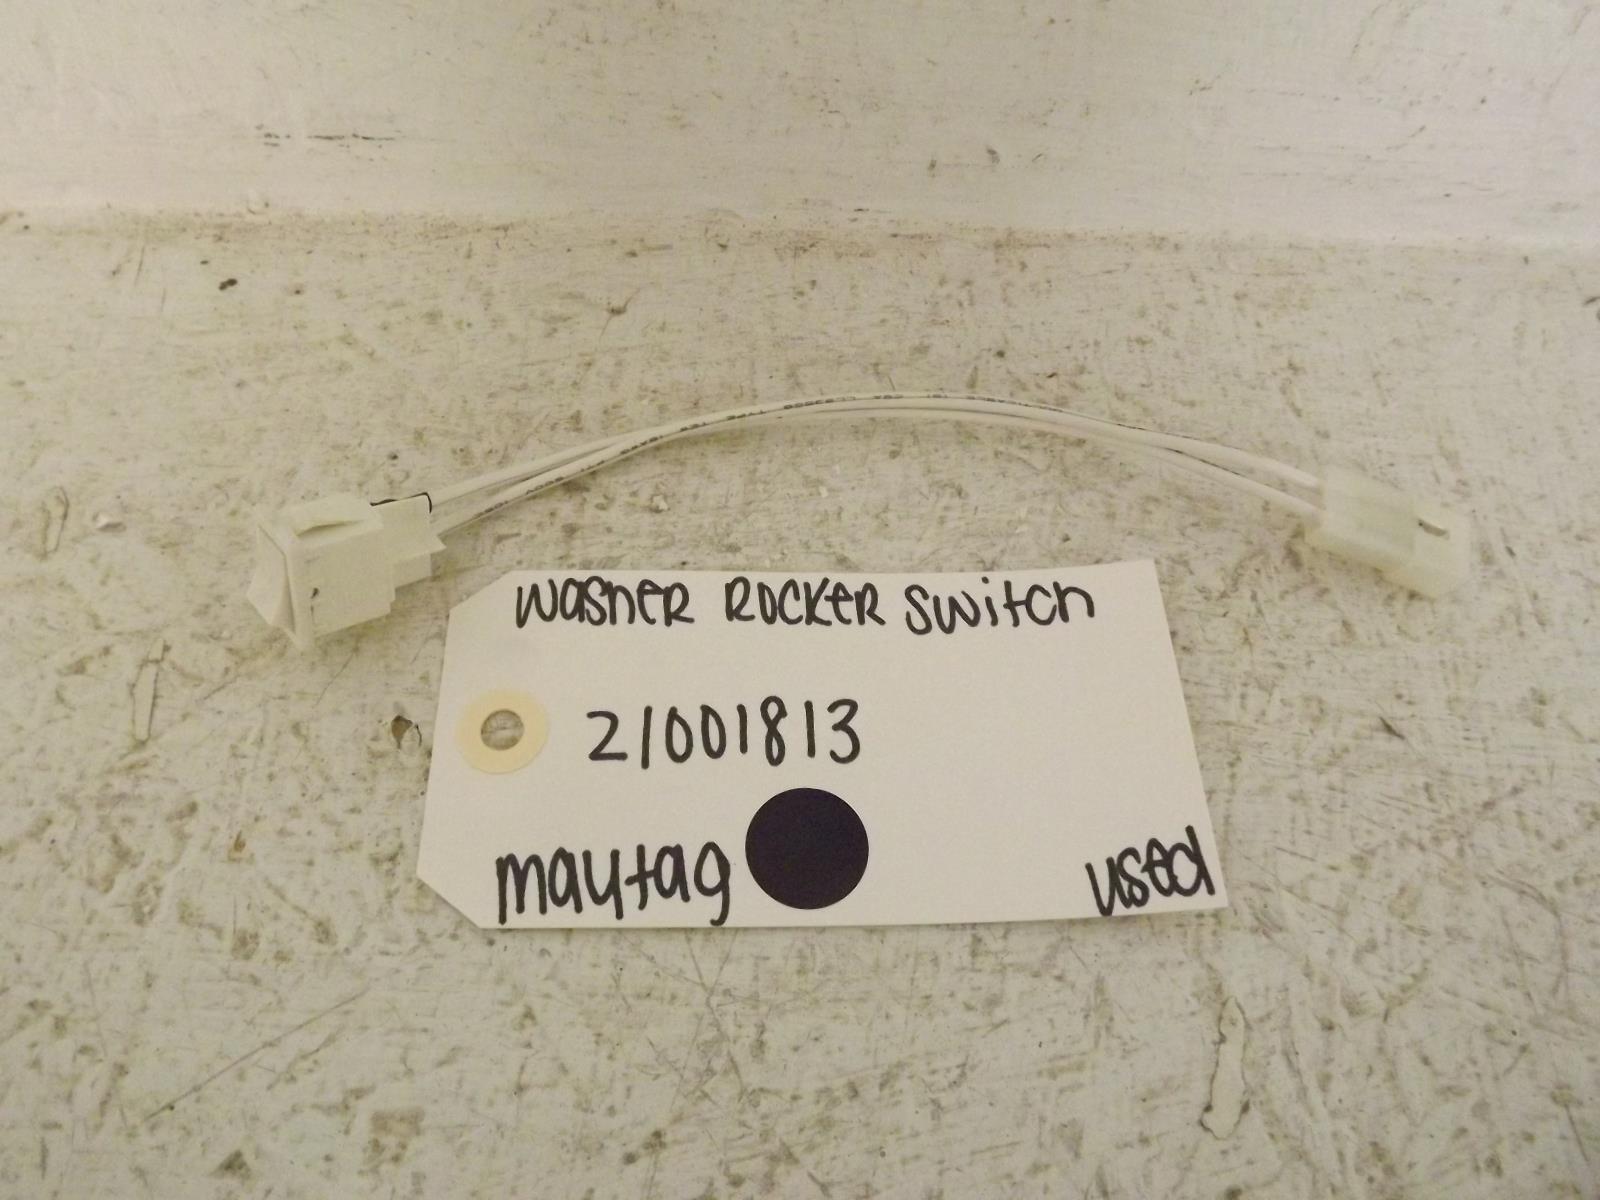 washer Rocker switch
21001813
maytag
used